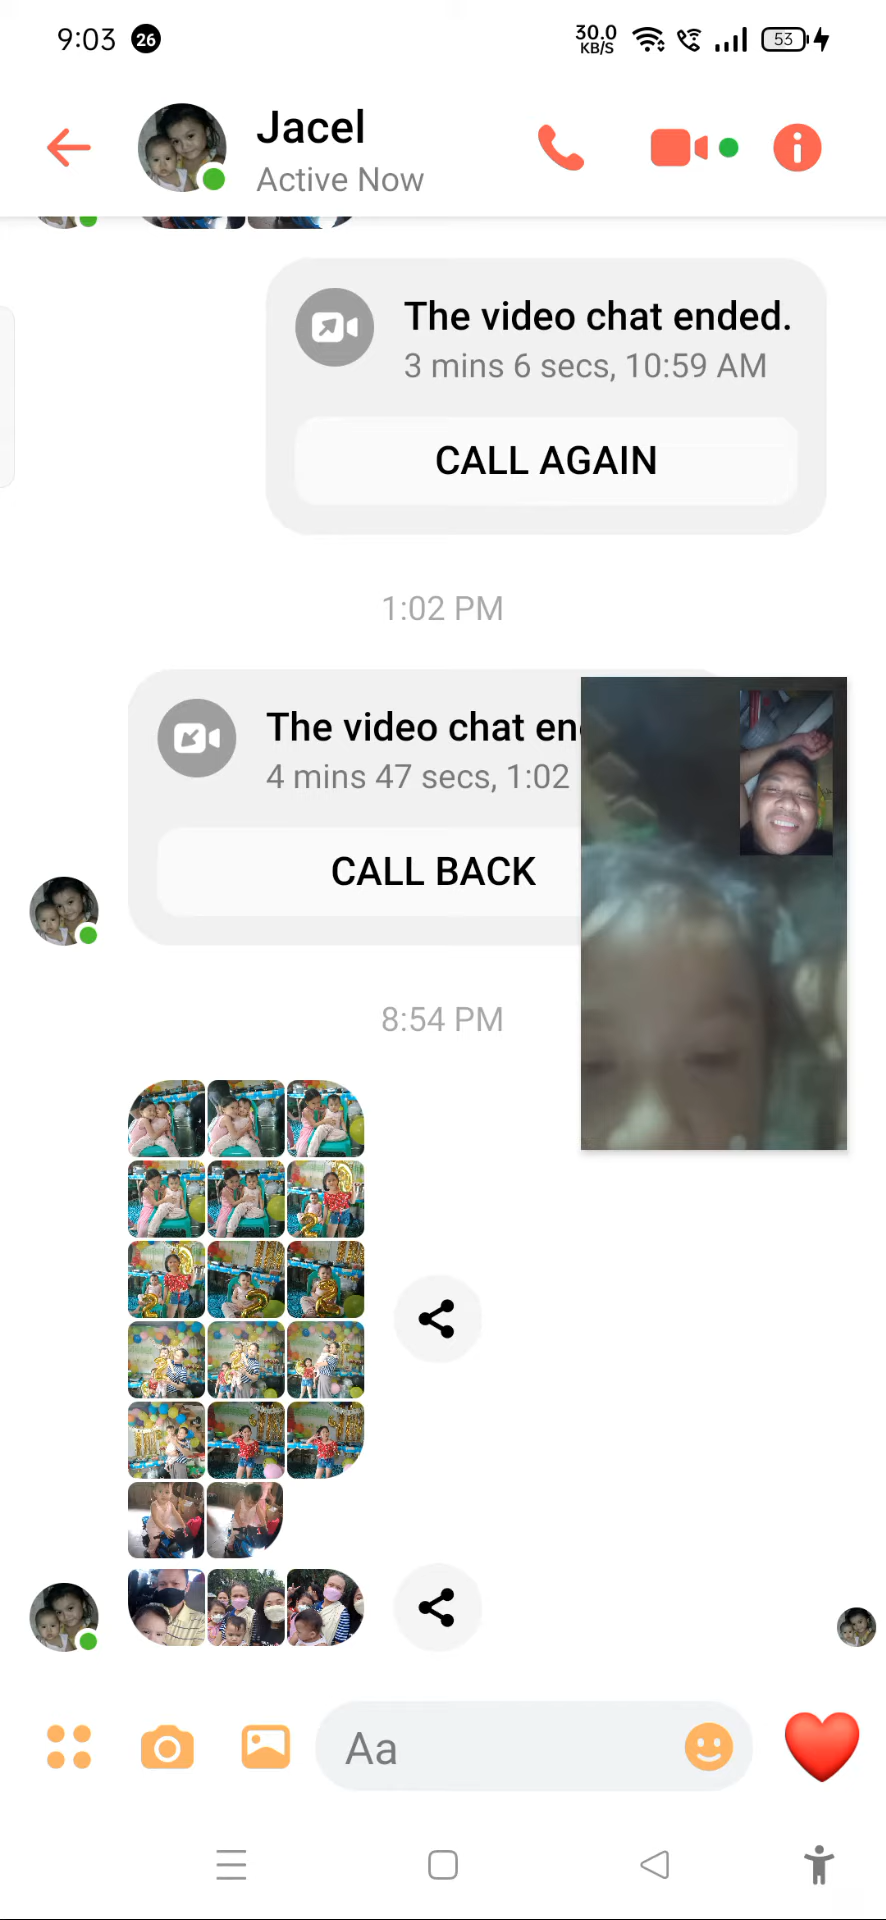 9:03 26
30.0
KB/S
53
Jacel
Active Now
The video chat ended.
3 mins 6 secs, 10:59 AM
CALL AGAIN
1:02 PM
The video chat en
4 mins 47 secs, 1:02
CALL BACK
8:54 PM
Aa